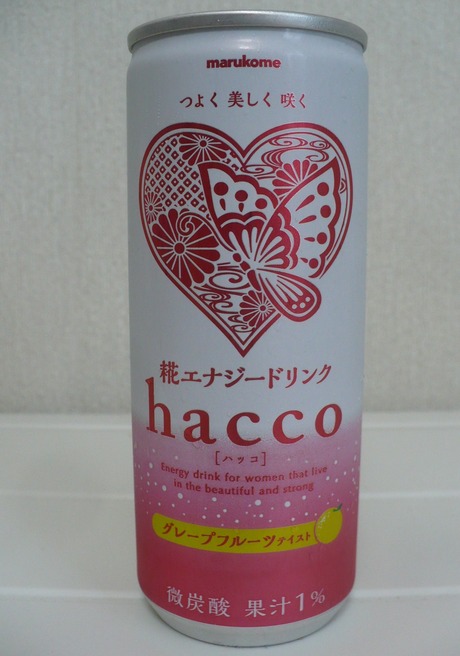 marukome
つよく 美しく 咲く
糀エナジードリンク
hacco
[ハッコ]
Energy drink for women that live
in the beautiful and strong
グレープフルーツテイスト
微炭酸 果汁1%